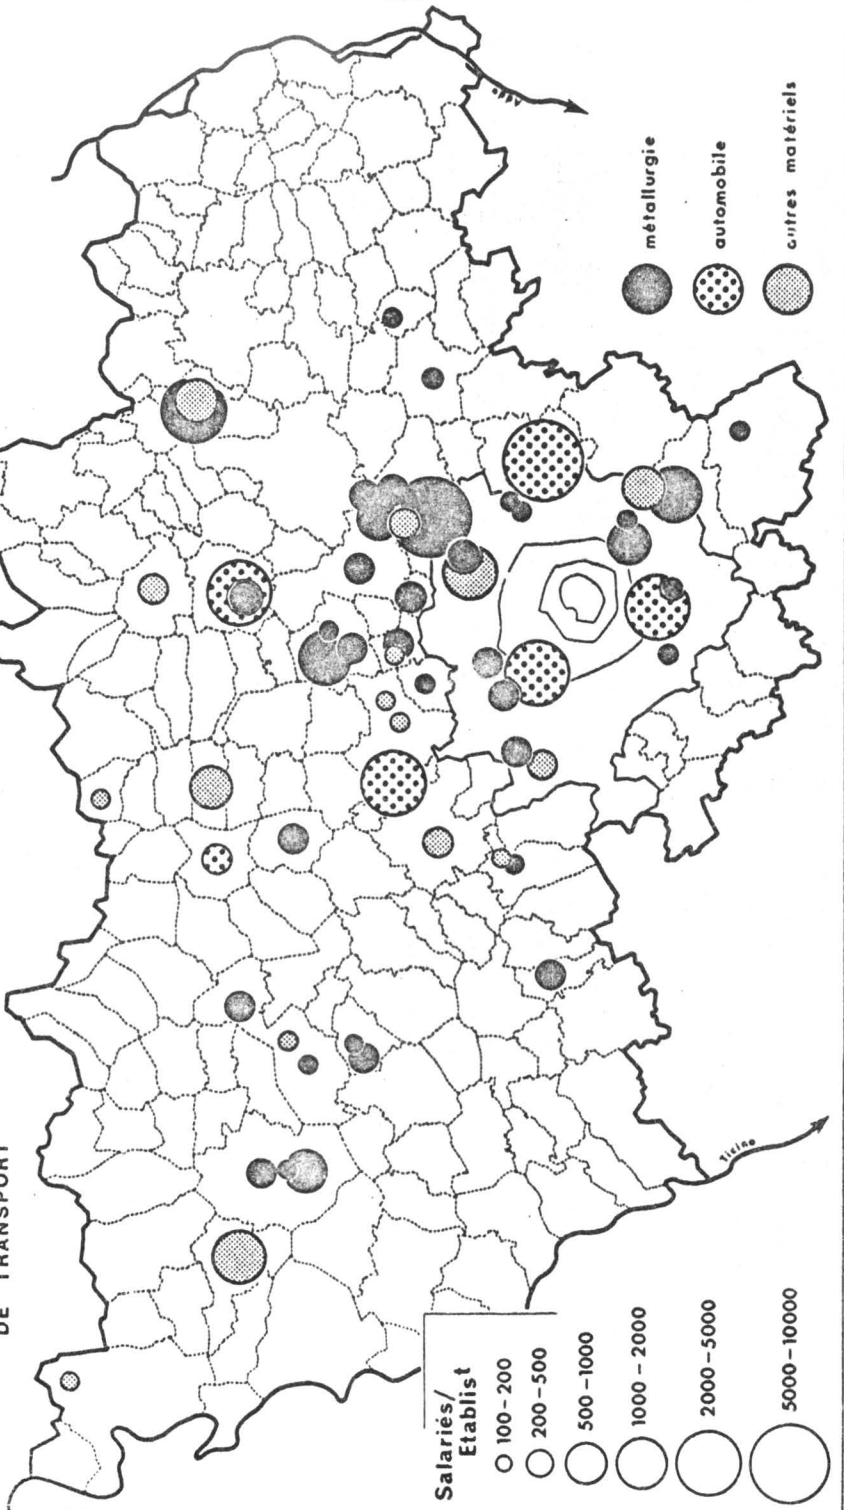 DE TRANSPORT
adda
métallurgie
automobile
autres matériels
Ticino
Salariés/
Etablist
100-200
200-500
500-1000
1000-2000
2000-5000
5000-10000